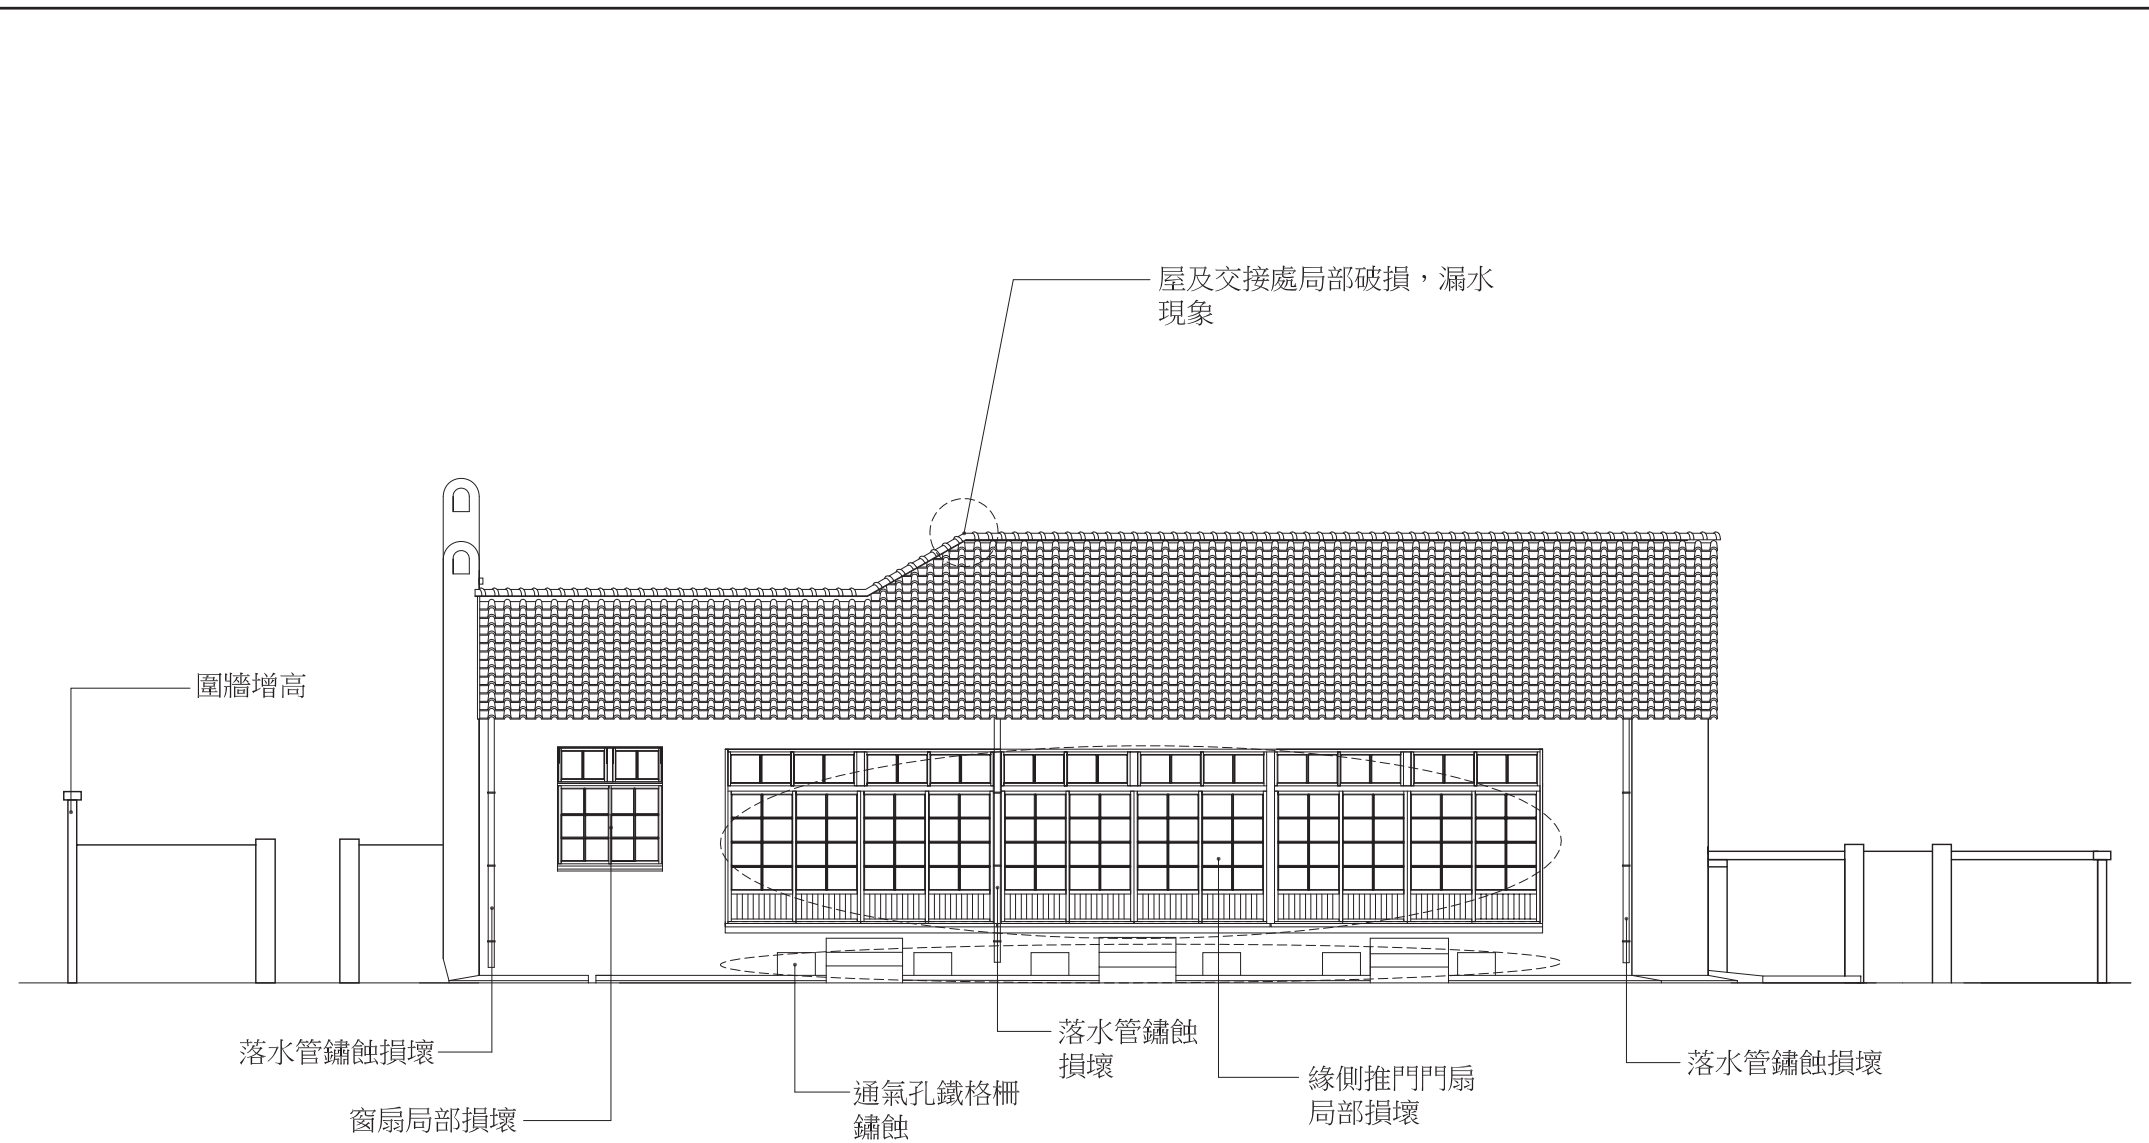 屋及交接處局部破損，漏水
現象
圍牆增高
落水管鏽蝕
損壞
落水管鏽蝕損壞
落水管鏽蝕損壞
緣側推門門扇
局部損壞
通氣孔鐵格柵
鏽蝕
窗扇局部損壞